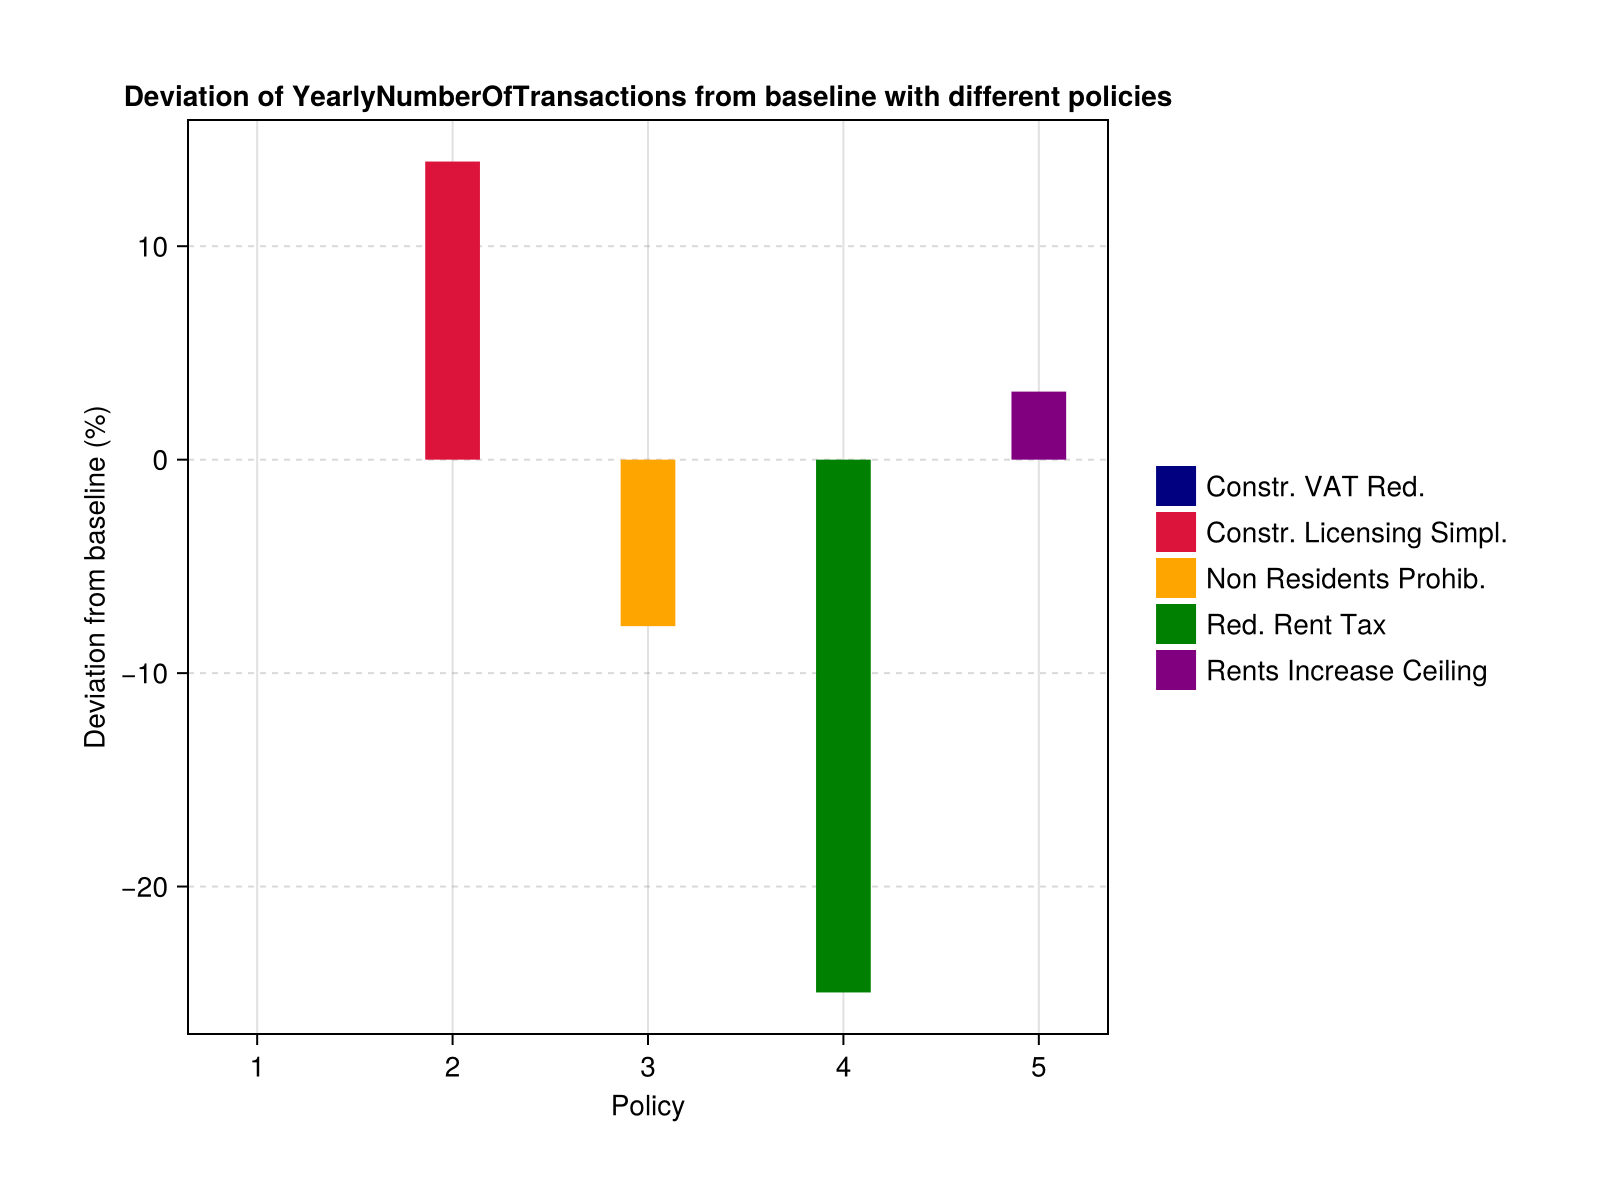 Deviation of YearlyNumberOfTransactions from baseline with different policies
Deviation from baseline (%)
10
0
−10
−20
1
2
3
4
5
Policy
Constr. VAT Red.
Constr. Licensing Simpl.
Non Residents Prohib.
Red. Rent Tax
Rents Increase Ceiling